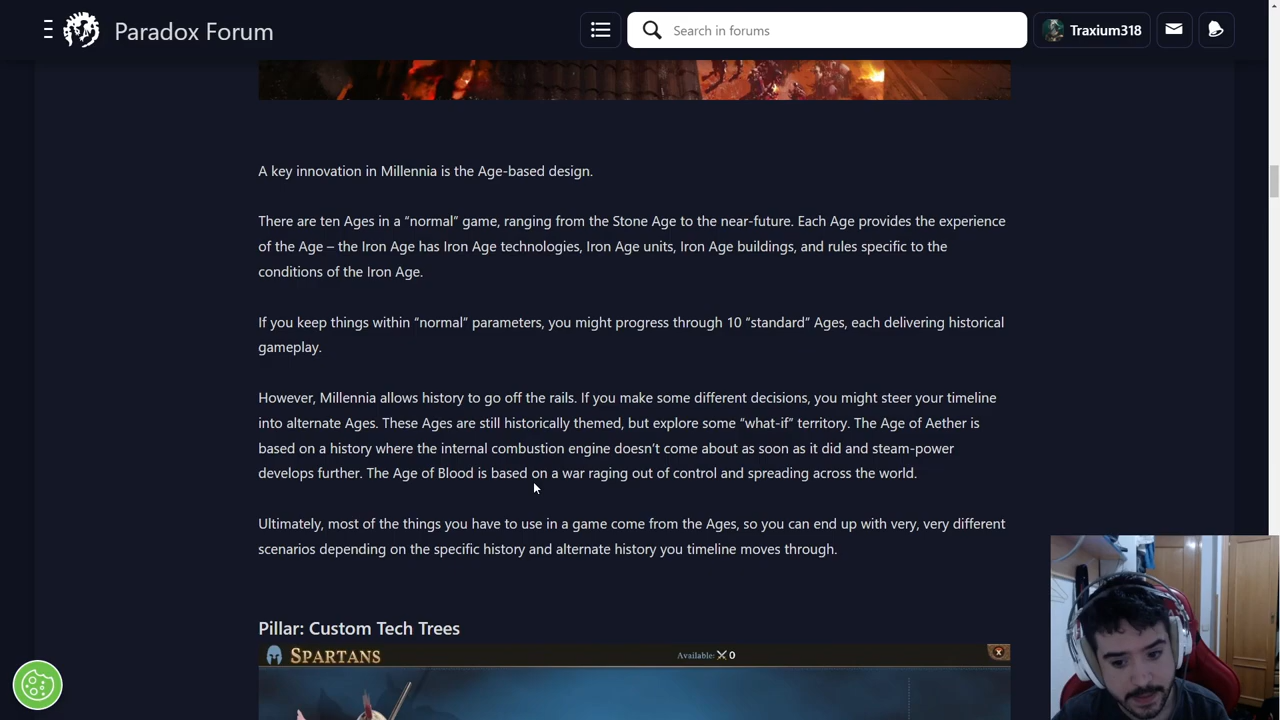 Paradox Forum
Search in forums
Traxium318
A key innovation in Millennia is the Age-based design.
There are ten Ages in a “normal” game, ranging from the Stone Age to the near-future. Each Age provides the experience
of the Age – the Iron Age has Iron Age technologies, Iron Age units, Iron Age buildings, and rules specific to the
conditions of the Iron Age.
If you keep things within “normal” parameters, you might progress through 10 “standard” Ages, each delivering historical
gameplay.
However, Millennia allows history to go off the rails. If you make some different decisions, you might steer your timeline
into alternate Ages. These Ages are still historically themed, but explore some “what-if” territory. The Age of Aether is
based on a history where the internal combustion engine doesn’t come about as soon as it did and steam-power
develops further. The Age of Blood is based on a war raging out of control and spreading across the world.
Ultimately, most of the things you have to use in a game come from the Ages, so you can end up with very, very different
scenarios depending on the specific history and alternate history you timeline moves through.
Pillar: Custom Tech Trees
SPARTANS
Available: 0